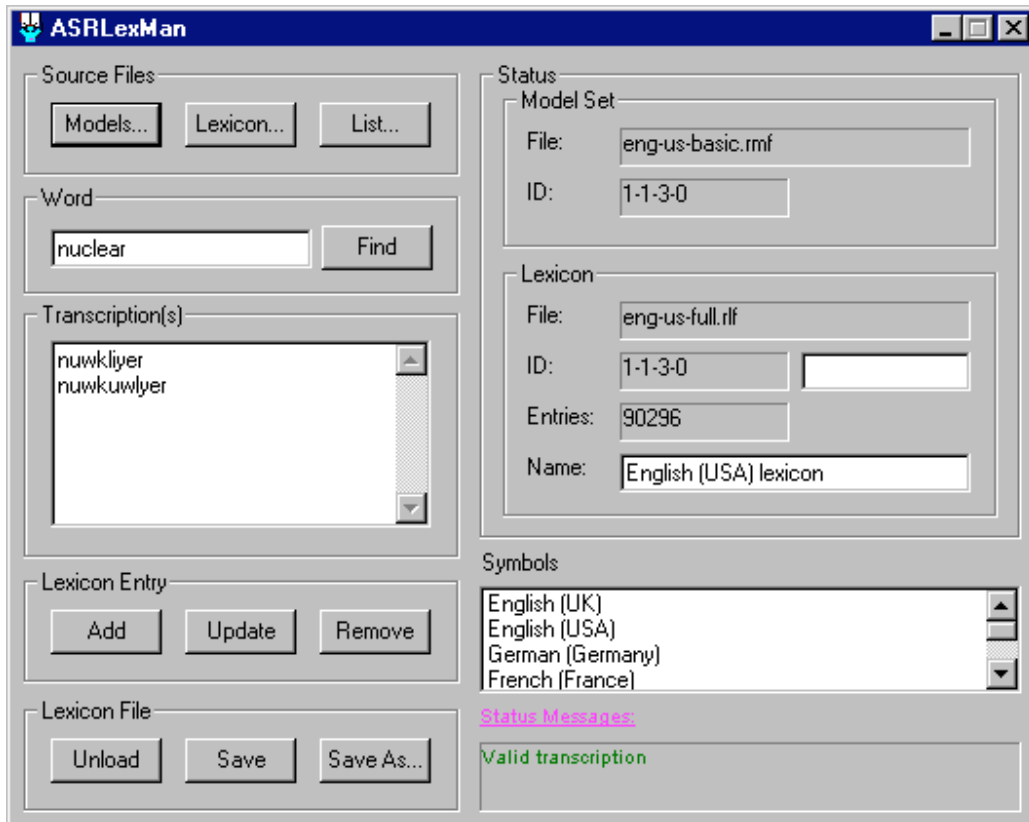 ASRLexMan
Source Files
Models... Lexicon... List...
Word
nuclear Find
Transcription(s)
nuwkliyer
nuwkuwlyer
Lexicon Entry
Add Update Remove
Lexicon File
Unload Save Save As...
Status
Model Set
File: eng-us-basic.rmf
ID: 1-1-3-0
Lexicon
File: eng-us-full.rlf
ID: 1-1-3-0
Entries: 90296
Name: English (USA) lexicon
Symbols
English (UK)
English (USA)
German (Germany)
French (France)
Status Messages:
Valid transcription